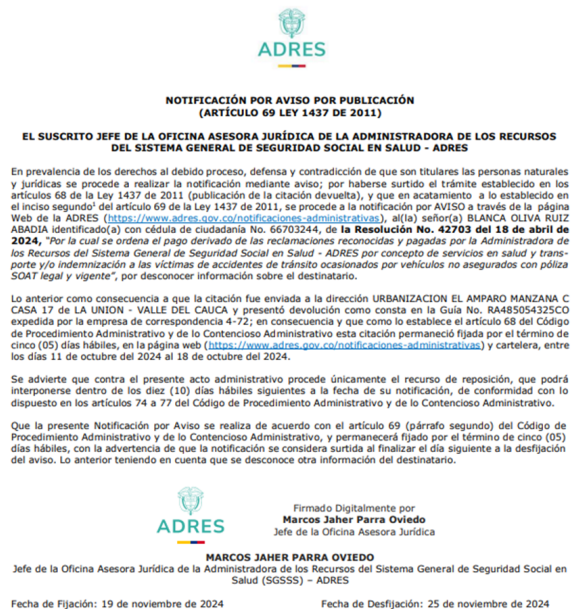 ADRES
NOTIFICACIÓN POR AVISO POR PUBLICACIÓN
(ARTÍCULO 69 LEY 1437 DE 2011)
EL SUSCRITO JEFE DE LA OFICINA ASESORA JURÍDICA DE LA ADMINISTRADORA DE LOS RECURSOS
DEL SISTEMA GENERAL DE SEGURIDAD SOCIAL EN SALUD - ADRES
En prevalencia de los derechos al debido proceso, defensa y contradicción de que son titulares las personas naturales
y jurídicas se procede a realizar la notificación mediante aviso; por haberse surtido el trámite establecido en los
artículos 68 de la Ley 1437 de 2011 (publicación de la citación devuelta), y que en acatamiento a lo establecido en
el inciso segundo¹ del artículo 69 de la Ley 1437 de 2011, se procede a la notificación por AVISO a través de la página
Web de la ADRES (https://www.adres.gov.co/notificaciones-administrativas), al(la) señor(a) BLANCA OLIVA RUIZ
ABADIA identificado(a) con cédula de ciudadanía No. 66703244, de la Resolución No. 42703 del 18 de abril de
2024, “Por la cual se ordena el pago derivado de las reclamaciones reconocidas y pagadas por la Administradora de
los Recursos del Sistema General de Seguridad Social en Salud - ADRES por concepto de servicios en salud y trans-
porte y/o indemnización a las víctimas de accidentes de tránsito ocasionados por vehículos no asegurados con póliza
SOAT legal y vigente”, por desconocer información sobre el destinatario.
Lo anterior como consecuencia a que la citación fue enviada a la dirección URBANIZACION EL AMPARO MANZANA C
CASA 17 de LA UNION - VALLE DEL CAUCA y presentó devolución como consta en la Guía No. RA485054325CO
expedida por la empresa de correspondencia 4-72; en consecuencia y que como lo establece el artículo 68 del Código
de Procedimiento Administrativo y de lo Contencioso Administrativo esta citación permaneció fijada por el término de
cinco (05) días hábiles, en la página web (https://www.adres.gov.co/notificaciones-administrativas) y cartelera, entre
los días 11 de octubre del 2024 al 18 de octubre del 2024.
Se advierte que contra el presente acto administrativo procede únicamente el recurso de reposición, que podrá
interponerse dentro de los diez (10) días hábiles siguientes a la fecha de su notificación, de conformidad con lo
dispuesto en los artículos 74 a 77 del Código de Procedimiento Administrativo y de lo Contencioso Administrativo.
Que la presente Notificación por Aviso se realiza de acuerdo con el artículo 69 (párrafo segundo) del Código de
Procedimiento Administrativo y de lo Contencioso Administrativo, y permanecerá fijado por el término de cinco (05)
días hábiles, con la advertencia de que la notificación se considera surtida al finalizar el día siguiente a la desfijación
del aviso. Lo anterior teniendo en cuenta que se desconoce otra información del destinatario.
ADRES
Firmado Digitalmente por
Marcos Jaher Parra Oviedo
Jefe de la Oficina Asesora Jurídica
MARCOS JAHER PARRA OVIEDO
Jefe de la Oficina Asesora Jurídica de la Administradora de los Recursos del Sistema General de Seguridad Social en
Salud (SGSSS) – ADRES
Fecha de Fijación: 19 de noviembre de 2024 Fecha de Desfijación: 25 de noviembre de 2024